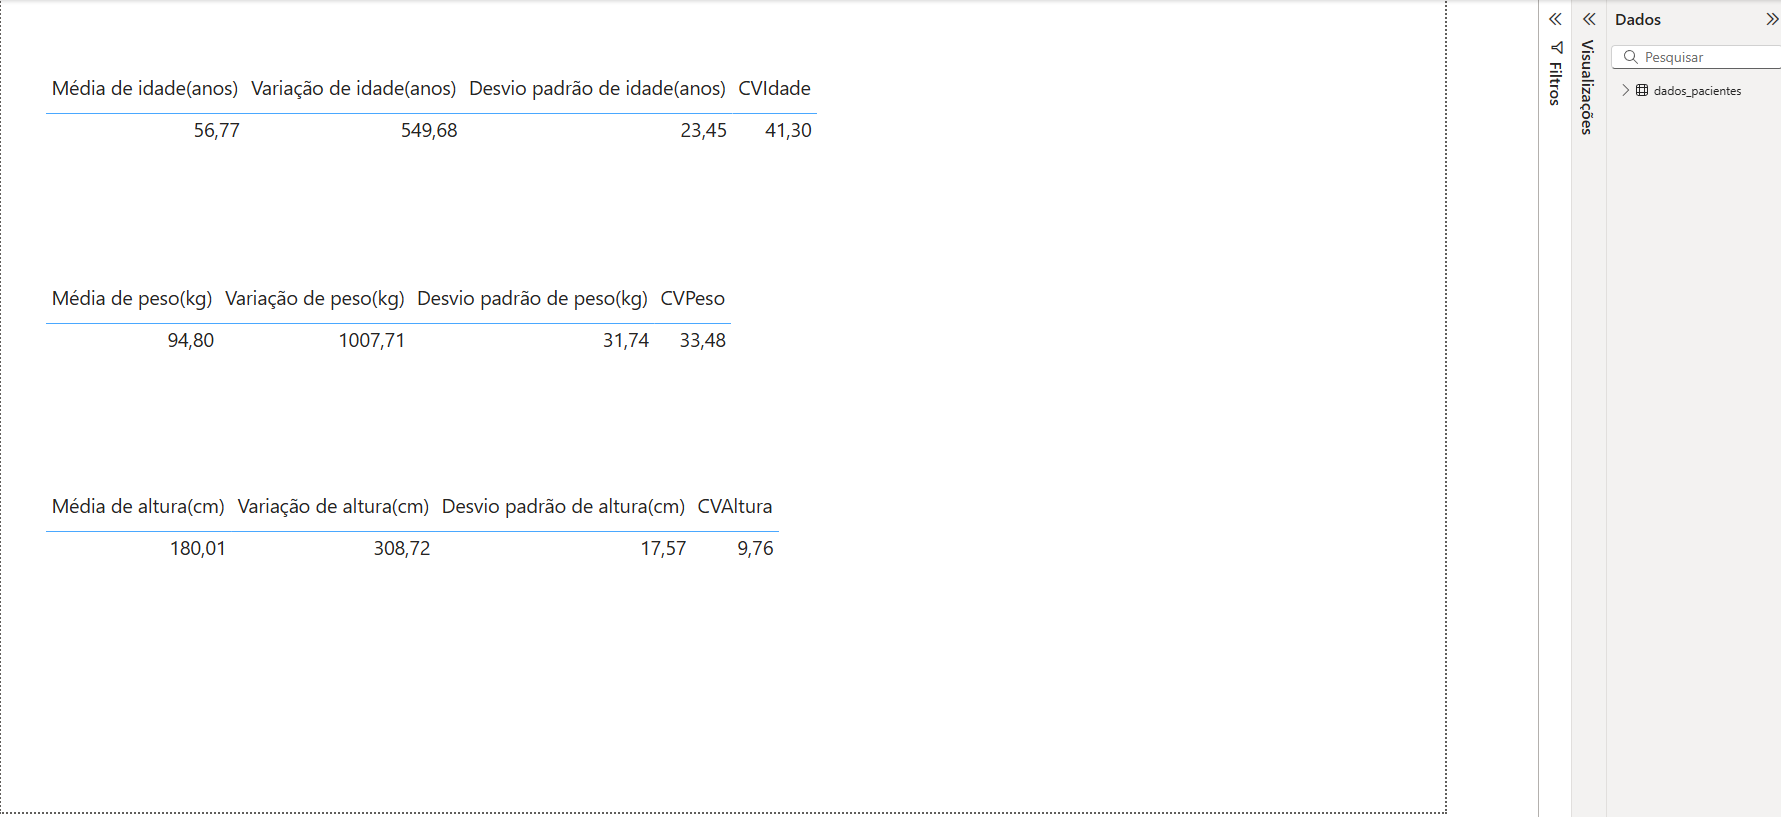 Média de idade(anos) Variação de idade(anos) Desvio padrão de idade(anos) CVIdade
56,77 549,68 23,45 41,30
Média de peso(kg) Variação de peso(kg) Desvio padrão de peso(kg) CVPeso
94,80 1007,71 31,74 33,48
Média de altura(cm) Variação de altura(cm) Desvio padrão de altura(cm) CVAltura
180,01 308,72 17,57 9,76
Filtros
Visualizações
Dados
Pesquisar
dados_pacientes